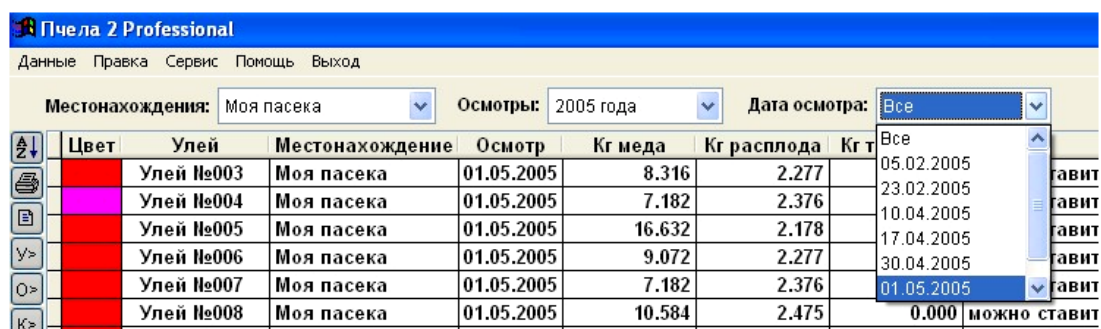 Пчела 2 Professional
Данные Правка Сервис Помощь Выход
Местонахождения: Моя пасека Осмотры: 2005 года Дата осмотра: Все
Цвет Улей Местонахождение Осмотр Кг меда Кг расплода Кг т
Улей №003 Моя пасека 01.05.2005 8.316 2.277 тавит
Улей №004 Моя пасека 01.05.2005 7.182 2.376 тавит
Улей №005 Моя пасека 01.05.2005 16.632 2.178 тавит
Улей №006 Моя пасека 01.05.2005 9.072 2.277 тавит
Улей №007 Моя пасека 01.05.2005 7.182 2.376 тавит
Улей №008 Моя пасека 01.05.2005 10.584 2.475 0.000 можно ставит
Все
05.02.2005
23.02.2005
10.04.2005
17.04.2005
30.04.2005
01.05.2005
A
Z
У>
О>
К>